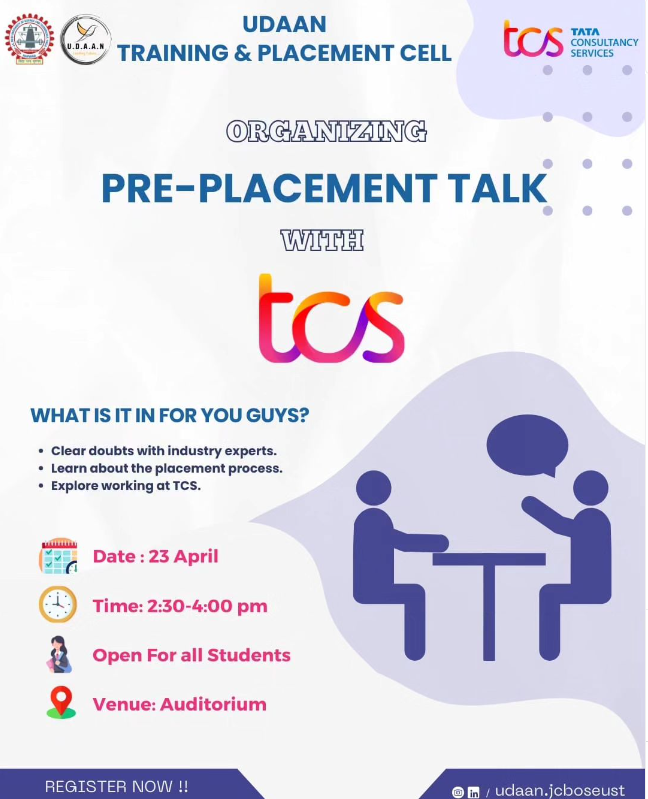 UDAAN
TRAINING & PLACEMENT CELL
U.D.A.A.N
tcs
TATA
CONSULTANCY
SERVICES
ORGANIZING
PRE-PLACEMENT TALK
WITH
tcs
WHAT IS IT IN FOR YOU GUYS?
• Clear doubts with industry experts.
• Learn about the placement process.
• Explore working at TCS.
Date : 23 April
Time: 2:30-4:00 pm
Open For all Students
Venue: Auditorium
REGISTER NOW !!
/ udaan.jcboseust